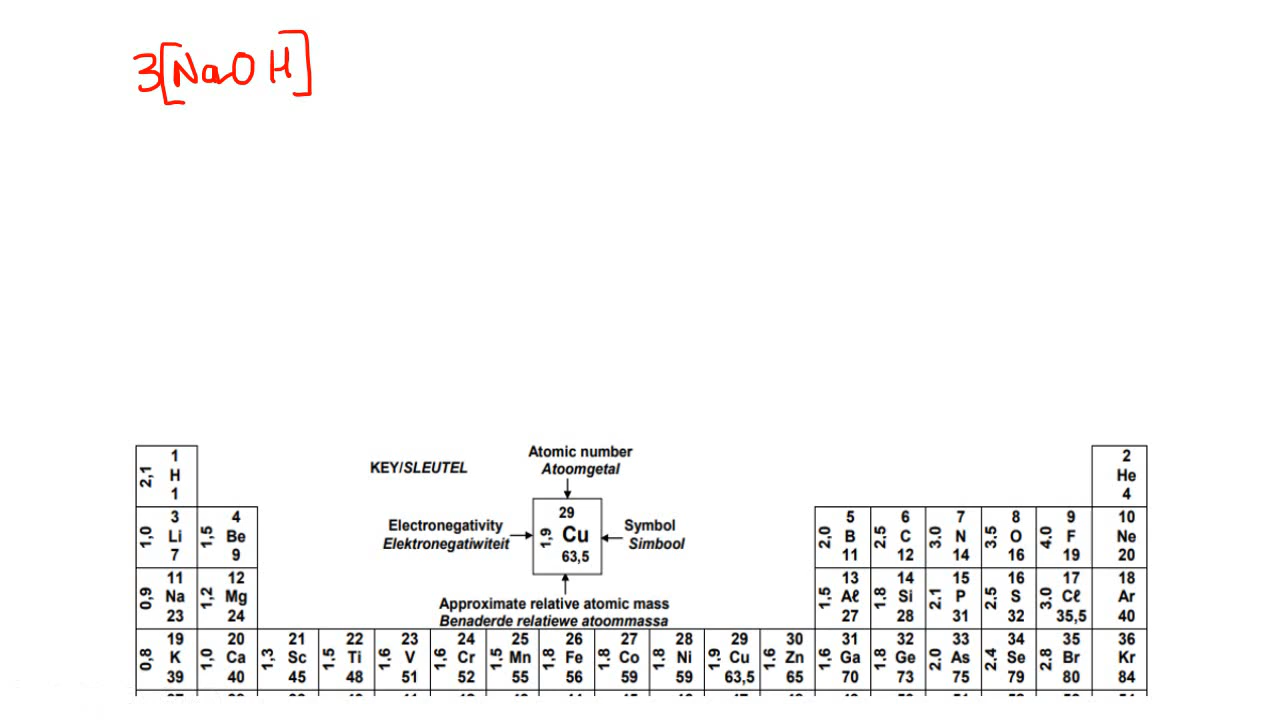 3[NaOH]
Atomic number
Atoomgetal
KEY/SLEUTEL
29
1,9 Cu
63,5
Electronegativity
Elektronegatiwiteit
Symbol
Simbool
Approximate relative atomic mass
Benaderde relatiewe atoommassa
1 2
2,1 H He
1 4
3 4 5 6 7 8 9 10
1,0 Li 1,5 Be 2,0 B 2,5 C 3,0 N 3,5 O 4,0 F Ne
7 9 11 12 14 16 19 20
11 12 13 14 15 16 17 18
0,9 Na 1,2 Mg 1,5 Aℓ 1,8 Si 2,1 P 2,5 S 3,0 Cℓ Ar
23 24 27 28 31 32 35,5 40
19 20 21 22 23 24 25 26 27 28 29 30 31 32 33 34 35 36
0,8 K 1,0 Ca 1,3 Sc 1,5 Ti 1,6 V 1,6 Cr 1,5 Mn 1,8 Fe 1,8 Co 1,8 Ni 1,9 Cu 1,6 Zn 1,6 Ga 1,8 Ge 2,0 As 2,4 Se 2,8 Br Kr
39 40 45 48 51 52 55 56 59 59 63,5 65 70 73 75 79 80 84